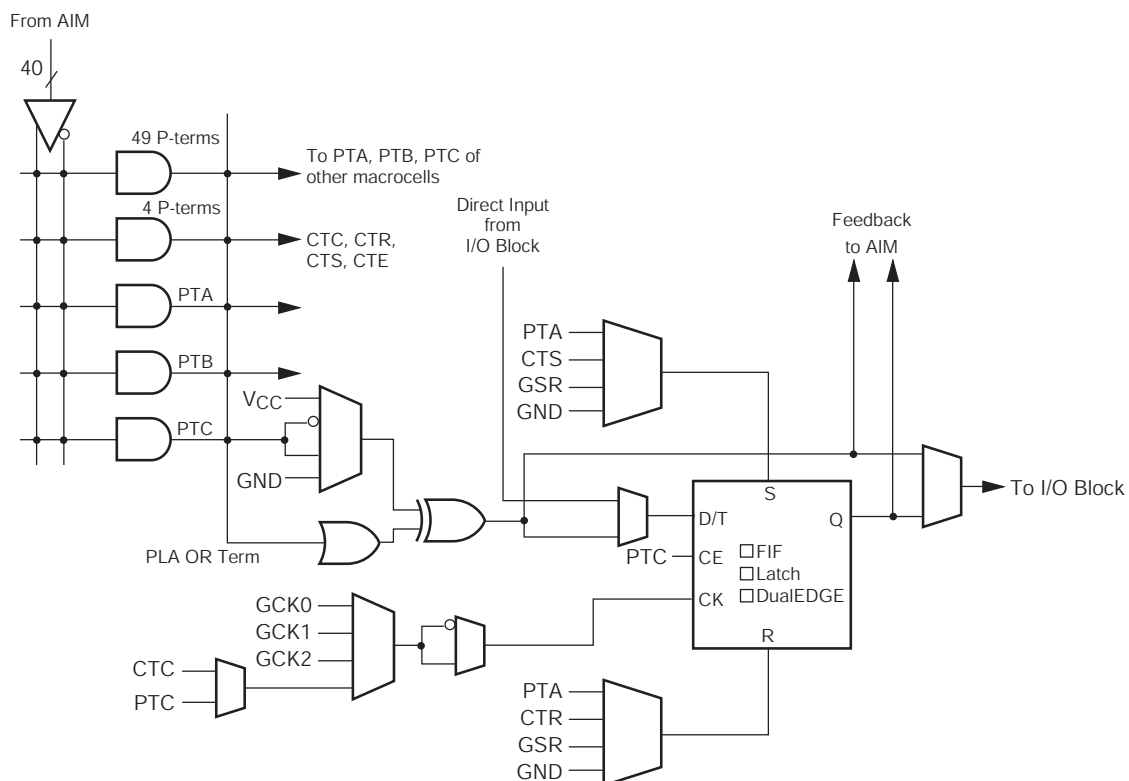 From AIM
40
49 P-terms
To PTA, PTB, PTC of
other macrocells
4 P-terms
CTC, CTR,
CTS, CTE
Direct Input
from
I/O Block
Feedback
to AIM
PTA
PTB
PTC
VCC
GND
PLA OR Term
PTA
CTS
GSR
GND
S
D/T
Q
PTC
CE
FIF
Latch
DualEDGE
CK
R
To I/O Block
GCK0
GCK1
GCK2
CTC
PTC
PTA
CTR
GSR
GND